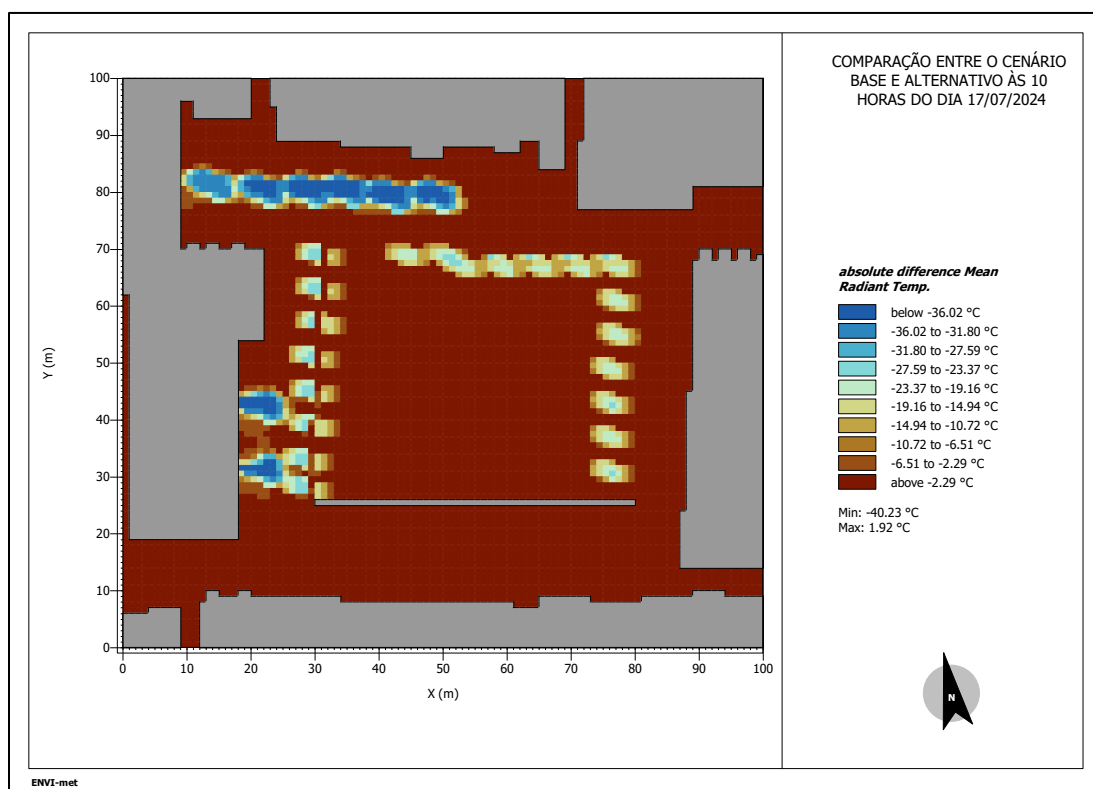 COMPARAÇÃO ENTRE O CENÁRIO
BASE E ALTERNATIVO ÀS 10
HORAS DO DIA 17/07/2024
100
90
80
70
60
50
40
30
20
10
0
Y (m)
0 10 20 30 40 50 60 70 80 90 100
X (m)
absolute difference Mean
Radiant Temp.
below -36.02 °C
-36.02 to -31.80 °C
-31.80 to -27.59 °C
-27.59 to -23.37 °C
-23.37 to -19.16 °C
-19.16 to -14.94 °C
-14.94 to -10.72 °C
-10.72 to -6.51 °C
-6.51 to -2.29 °C
above -2.29 °C
Min: -40.23 °C
Max: 1.92 °C
N
ENVI-met